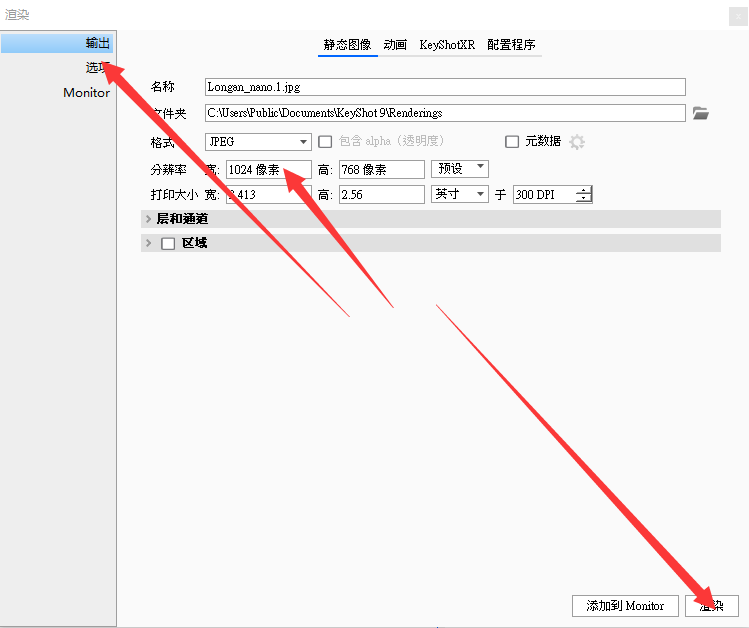 渲染
输出
选项
Monitor
静态图像 动画 KeyShotXR 配置程序
名称 Longan_nano.1.jpg
文件夹 C:\Users\Public\Documents\KeyShot 9\Renderings
格式 JPEG 包含 alpha（透明度） 元数据
分辨率 宽: 1024 像素 高: 768 像素 预设
打印大小 宽: 3.413 高: 2.56 英寸 于 300 DPI
层和通道
区域
添加到 Monitor 渲染